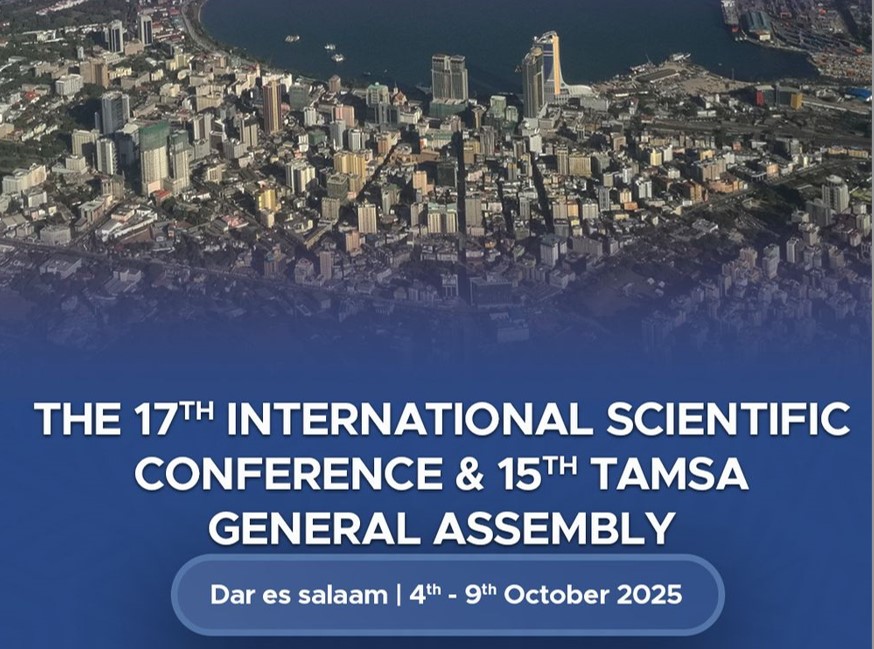 THE 17TH INTERNATIONAL SCIENTIFIC
CONFERENCE & 15TH TAMSA
GENERAL ASSEMBLY
Dar es salaam | 4th - 9th October 2025